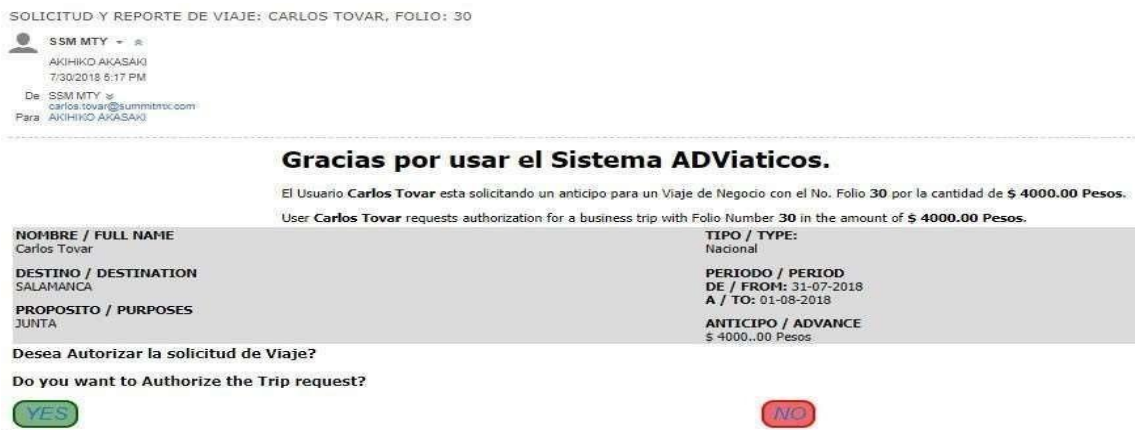 SOLICITUD Y REPORTE DE VIAJE: CARLOS TOVAR, FOLIO: 30
SSM MTY
AKIHIKO AKASAKI
7/30/2018 5:17 PM
De SSM MTY
carlos.tovar@summitmx.com
Para AKIHIKO AKASAKI
Gracias por usar el Sistema ADViaticos.
El Usuario Carlos Tovar esta solicitando un anticipo para un Viaje de Negocio con el No. Folio 30 por la cantidad de $ 4000.00 Pesos.
User Carlos Tovar requests authorization for a business trip with Folio Number 30 in the amount of $ 4000.00 Pesos.
NOMBRE / FULL NAME
Carlos Tovar
DESTINO / DESTINATION
SALAMANCA
PROPOSITO / PURPOSES
JUNTA
TIPO / TYPE:
Nacional
PERIODO / PERIOD
DE / FROM: 31-07-2018
A / TO: 01-08-2018
ANTICIPO / ADVANCE
$ 4000..00 Pesos
Desea Autorizar la solicitud de Viaje?
Do you want to Authorize the Trip request?
YES
NO